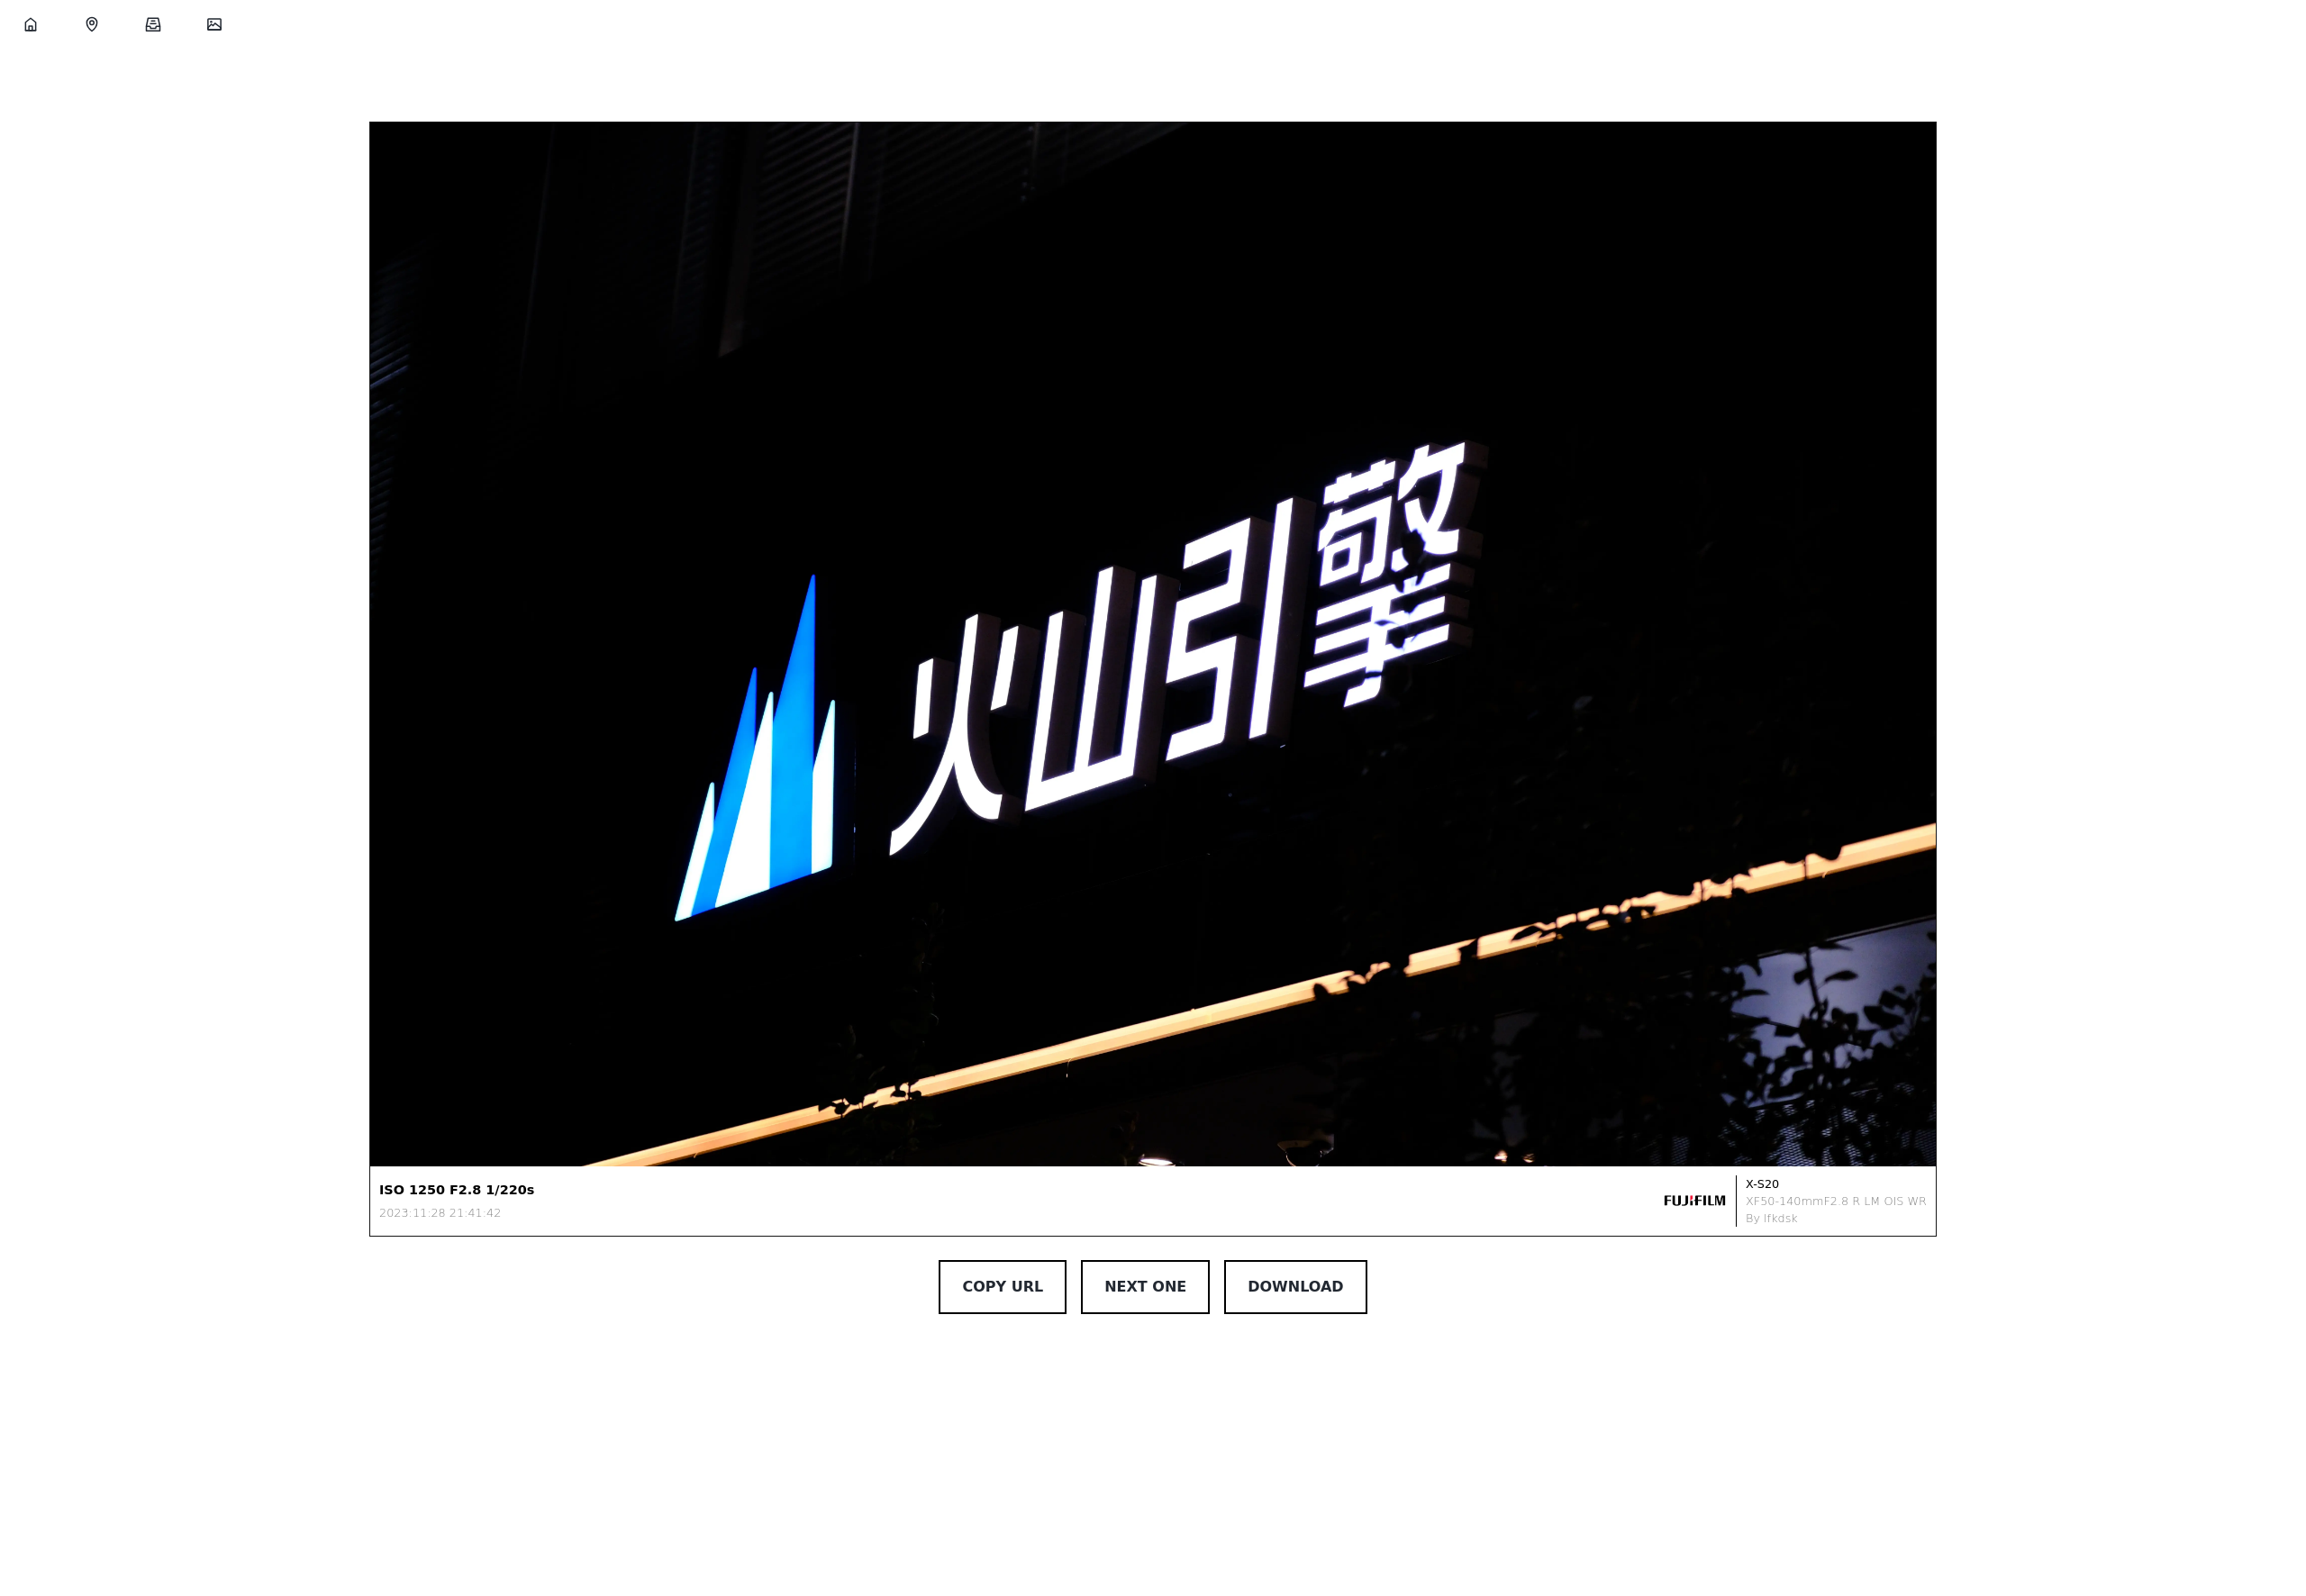 火山引擎
ISO 1250 F2.8 1/220s
2023:11:28 21:41:42
FUJIFILM
X-S20
XF50-140mmF2.8 R LM OIS WR
By lfkdsk
COPY URL
NEXT ONE
DOWNLOAD